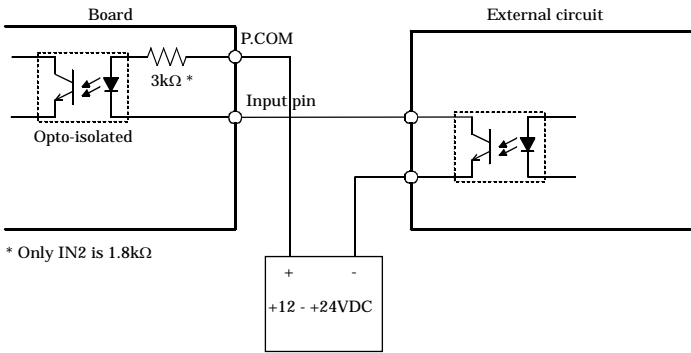 Board
External circuit
P.COM
3kΩ *
Input pin
Opto-isolated
* Only IN2 is 1.8kΩ
+ -
+12 - +24VDC